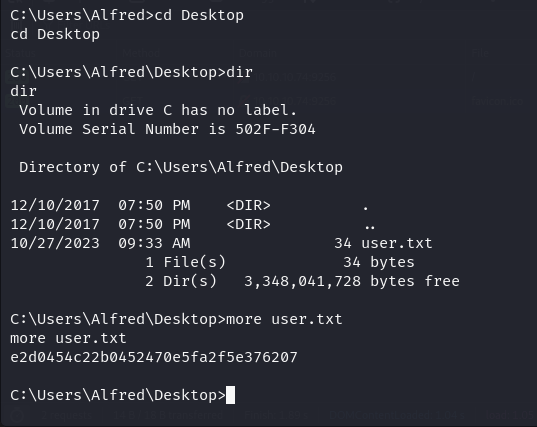 C:\Users\Alfred>cd Desktop
cd Desktop
C:\Users\Alfred\Desktop>dir
dir
 Volume in drive C has no label.
 Volume Serial Number is 502F-F304
 Directory of C:\Users\Alfred\Desktop
12/10/2017  07:50 PM    <DIR>          .
12/10/2017  07:50 PM    <DIR>          ..
10/27/2023  09:33 AM                34 user.txt
               1 File(s)             34 bytes
               2 Dir(s)   3,348,041,728 bytes free
C:\Users\Alfred\Desktop>more user.txt
more user.txt
e2d0454c22b0452470e5fa2f5e376207
C:\Users\Alfred\Desktop>